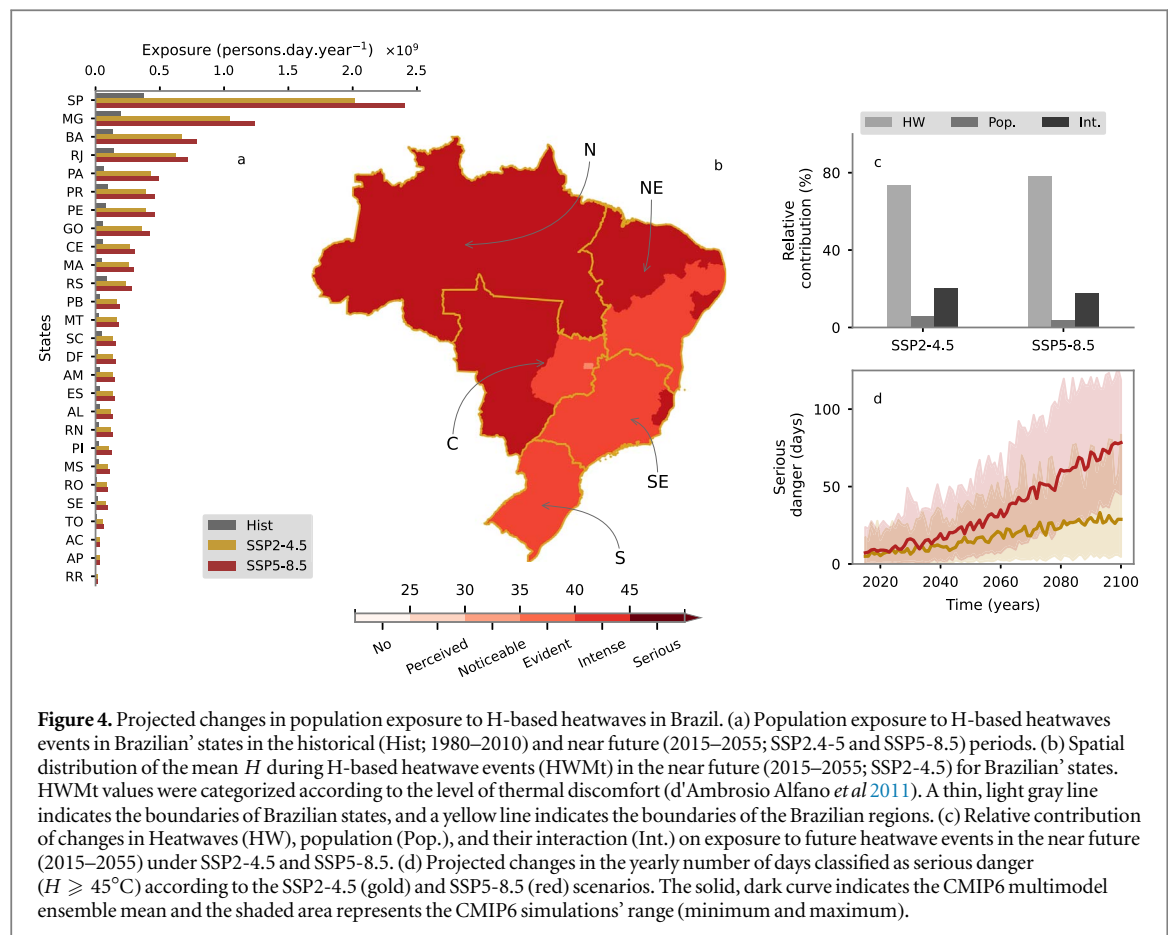 Exposure (persons.day.year⁻¹) ×10⁹
0.0 0.5 1.0 1.5 2.0 2.5
States
SP
MG
BA
RJ
PA
PR
PE
GO
CE
MA
RS
PB
MT
SC
DF
AM
ES
AL
RN
PI
MS
RO
SE
TO
AC
AP
RR
a
Hist
SSP2-4.5
SSP5-8.5
b
N
NE
C
SE
S
25 30 35 40 45
No Perceived Noticeable Evident Intense Serious
HW Pop. Int.
c
Relative
contribution (%)
80
40
0
SSP2-4.5 SSP5-8.5
d
Serious
danger (days)
100
50
0
2020 2040 2060 2080 2100
Time (years)
Figure 4. Projected changes in population exposure to H-based heatwaves in Brazil. (a) Population exposure to H-based heatwaves
events in Brazilian' states in the historical (Hist; 1980–2010) and near future (2015–2055; SSP2.4-5 and SSP5-8.5) periods. (b) Spatial
distribution of the mean H during H-based heatwave events (HWMt) in the near future (2015–2055; SSP2-4.5) for Brazilian' states.
HWMt values were categorized according to the level of thermal discomfort (d'Ambrosio Alfano et al 2011). A thin, light gray line
indicates the boundaries of Brazilian states, and a yellow line indicates the boundaries of the Brazilian regions. (c) Relative contribution
of changes in Heatwaves (HW), population (Pop.), and their interaction (Int.) on exposure to future heatwave events in the near future
(2015–2055) under SSP2-4.5 and SSP5-8.5. (d) Projected changes in the yearly number of days classified as serious danger
(H ⩾ 45°C) according to the SSP2-4.5 (gold) and SSP5-8.5 (red) scenarios. The solid, dark curve indicates the CMIP6 multimodel
ensemble mean and the shaded area represents the CMIP6 simulations' range (minimum and maximum).